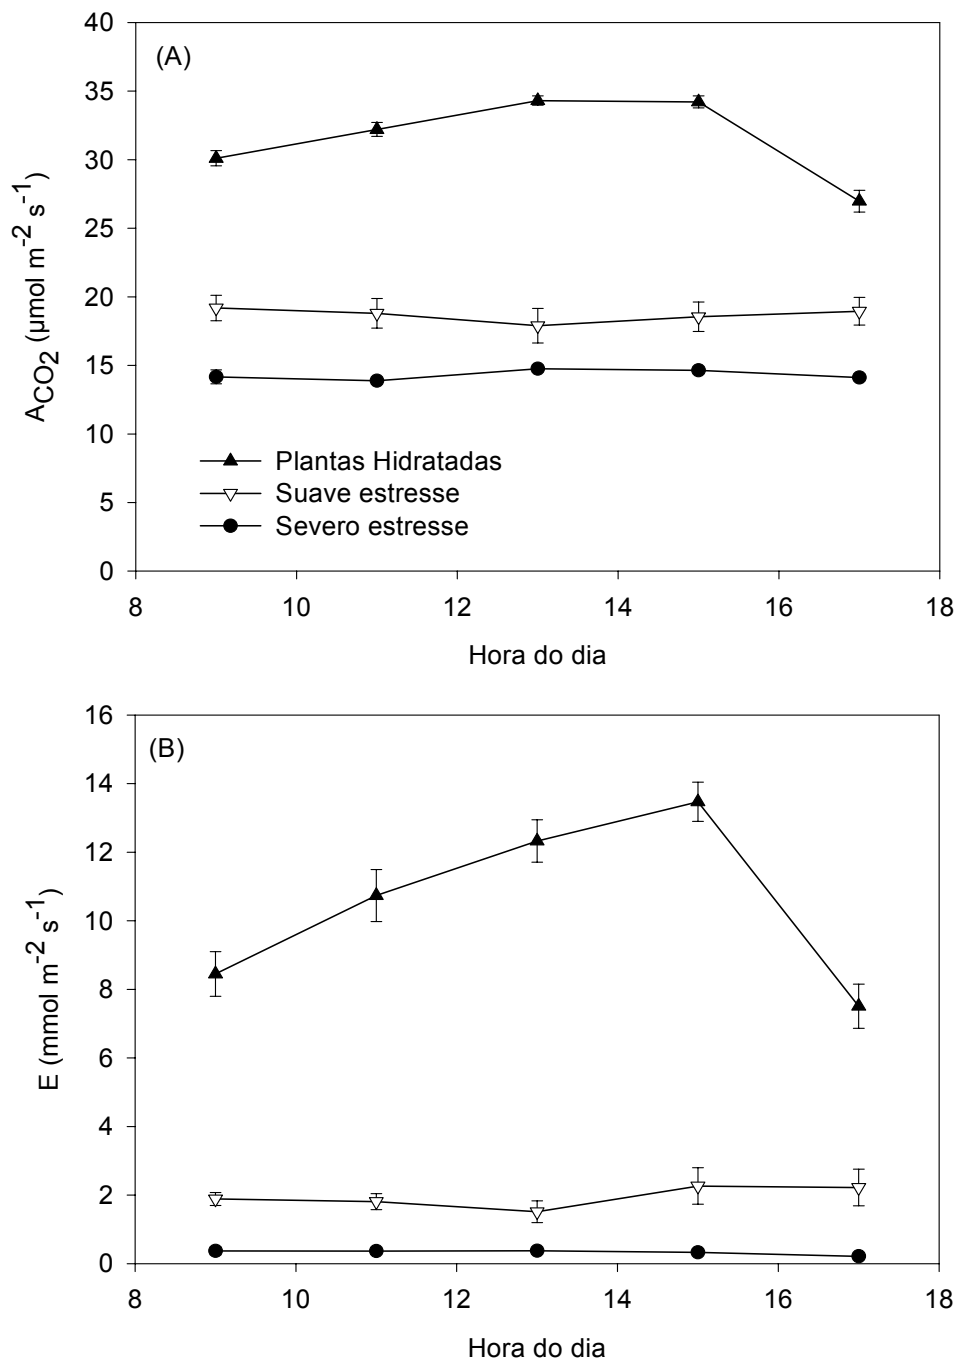 40
(A)
35
30
25
20
15
10
5
0
A_CO2 (µmol m-2 s-1)
Plantas Hidratadas
Suave estresse
Severo estresse
8 10 12 14 16 18
Hora do dia
16
(B)
14
12
10
8
6
4
2
0
E (mmol m-2 s-1)
8 10 12 14 16 18
Hora do dia